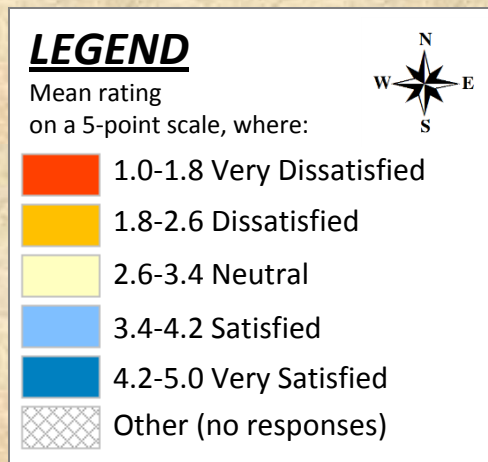 LEGEND
Mean rating
on a 5-point scale, where:
N
W E
S
1.0-1.8 Very Dissatisfied
1.8-2.6 Dissatisfied
2.6-3.4 Neutral
3.4-4.2 Satisfied
4.2-5.0 Very Satisfied
Other (no responses)